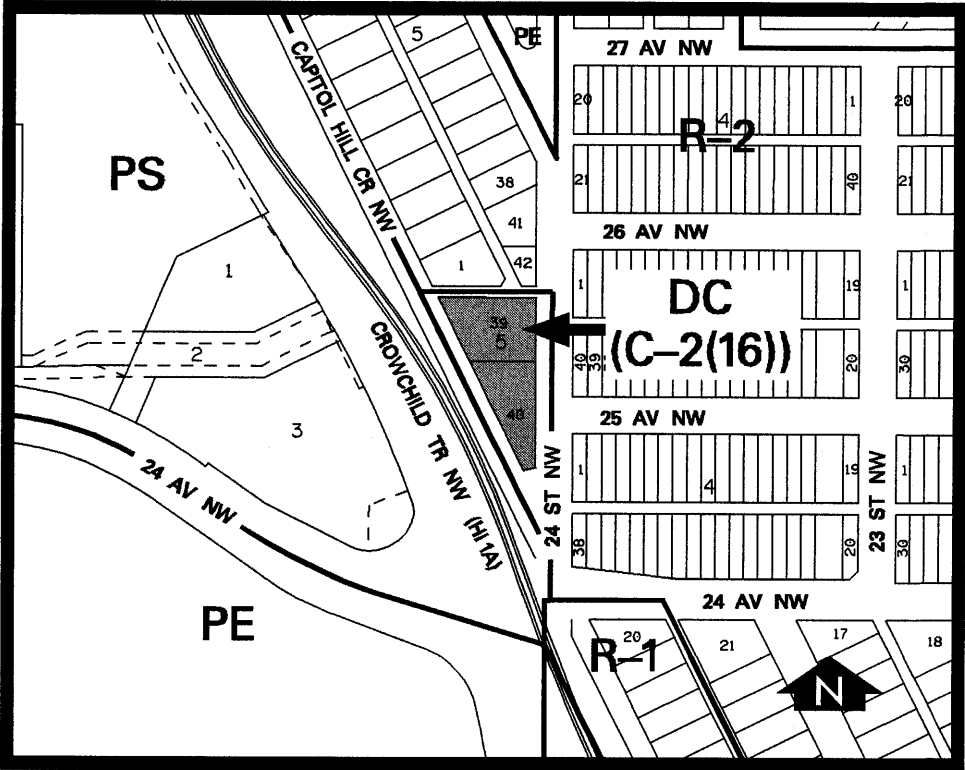 5
PE
27 AV NW
CAPITOL HILL CR NW
20
1
20
4
R-2
PS
38
21
40
21
41
26 AV NW
1
42
1
1
19
1
DC
(C-2(16))
39
5
2
CROWCHILD TR NW (H1 1A)
40
39
20
30
40
25 AV NW
3
24 AV NW
24 ST NW
1
4
19
23 ST NW
1
38
20
30
24 AV NW
PE
R-1
20
21
17
18
N